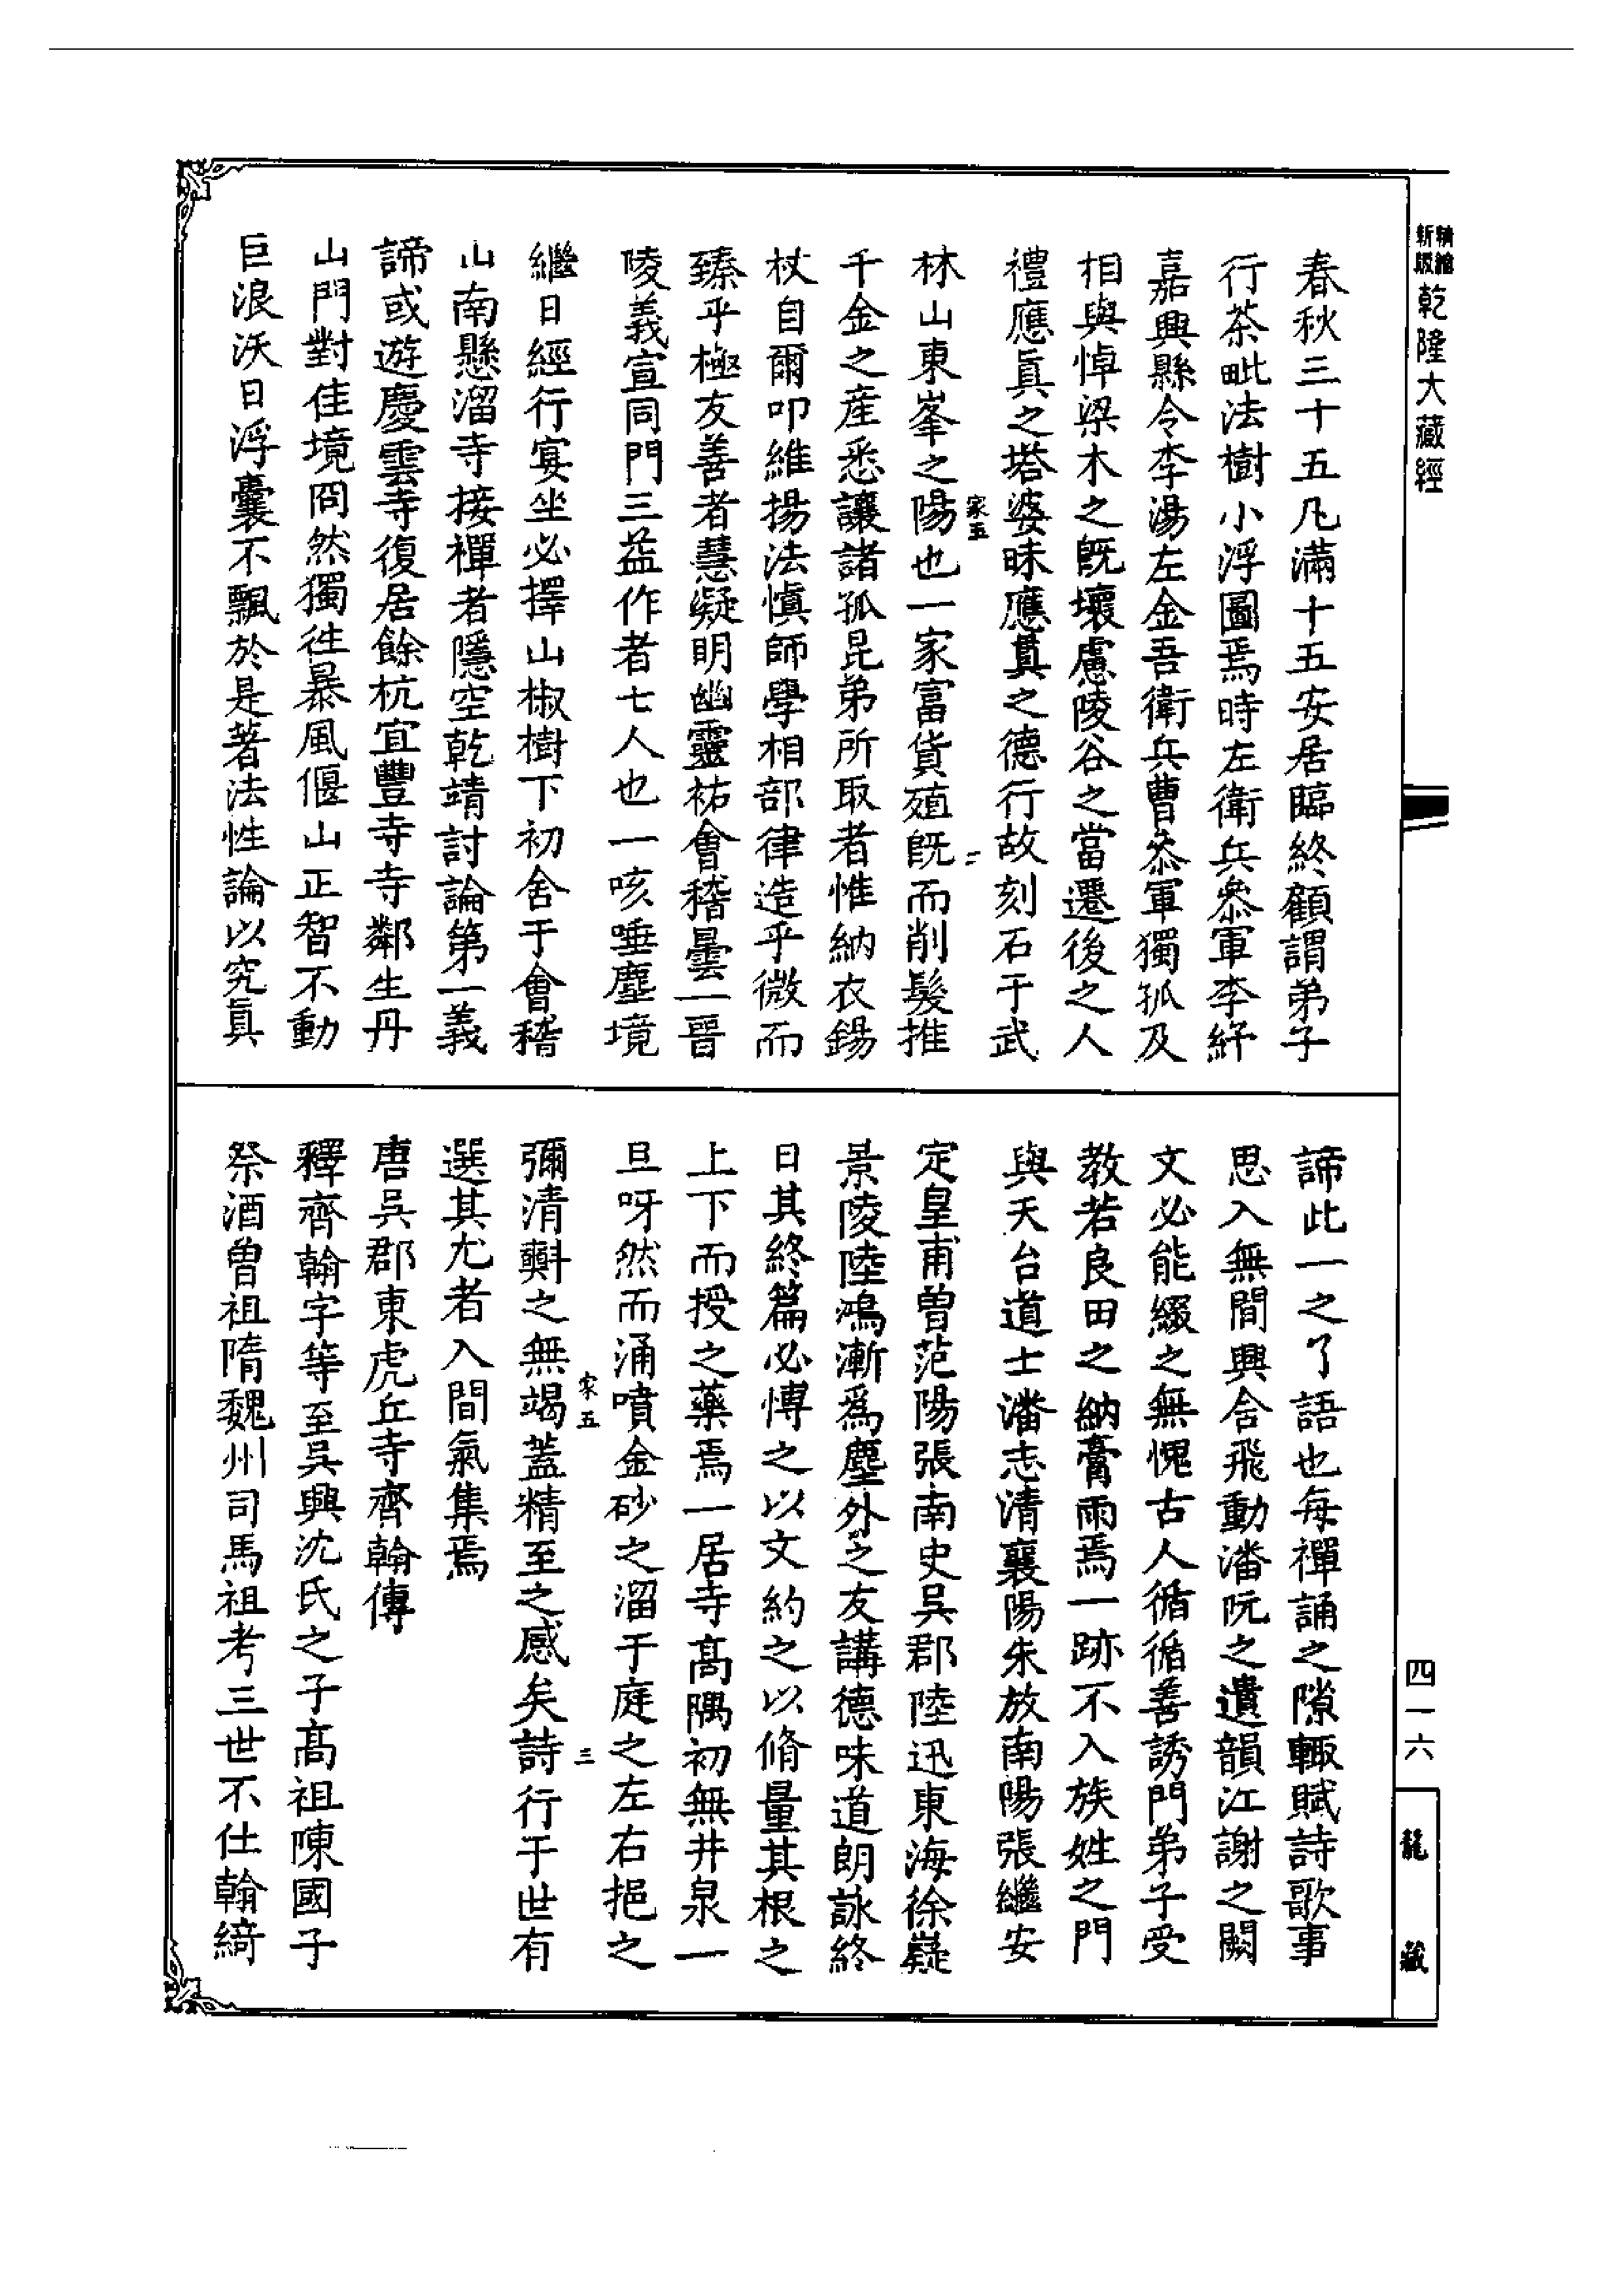 精繪
新版
乾隆大藏經
四一六
龍藏
春秋三十五凡滿十五安居臨終顧謂弟子
行茶毗法樹小浮圖焉時左衛兵叅軍李紓
嘉興縣令李湯左金吾衛兵曹叅軍獨孤及
相與悼梁木之旣壞慮陵谷之當遷後之人
禮應眞之塔婆昧應眞之德行故刻石于武
家五
二
林山東峯之陽也一家富貨殖旣而削髮推
千金之産悉讓諸孤昆弟所取者惟納衣錫
杖自爾叩維揚法愼師學相部律造乎微而
臻乎極友善者慧凝明幽靈祐會稽曇一晉
陵義宣同門三益作者七人也一咳唾塵境
繼日經行宴坐必擇山椒樹下初舍于會稽
山南懸溜寺接禪者隱空乾靖討論第一義
諦或遊慶雲寺復居餘杭宜豐寺寺鄰生丹
山門對佳境冏然獨往暴風偃山正智不動
巨浪沃日浮囊不飄於是著法性論以究眞
諦此一之了語也每禪誦之隙輒賦詩歌事
思入無間興合飛動潘阮之遺韻江謝之闕
文必能綴之無愧古人循循善誘門弟子受
教若良田之納膏雨焉一跡不入族姓之門
與天台道士潘志清襄陽朱放南陽張繼安
定皇甫曾范陽張南史吳郡陸迅東海徐嶷
景陵陸鴻漸爲塵外之友講德味道朗詠終
日其終篇必慱之以文約之以脩量其根之
上下而授之藥焉一居寺高隅初無井泉一
旦呀然而涌噴金砂之溜于庭之左右挹之
家五
三
彌清㪺之無竭蓋精至之感矣詩行于世有
選其尤者入間氣集焉
唐吳郡東虎丘寺齊翰傳
釋齊翰字等至吳興沈氏之子高祖陳國子
祭酒曽祖隋魏州司馬祖考三世不仕翰綺